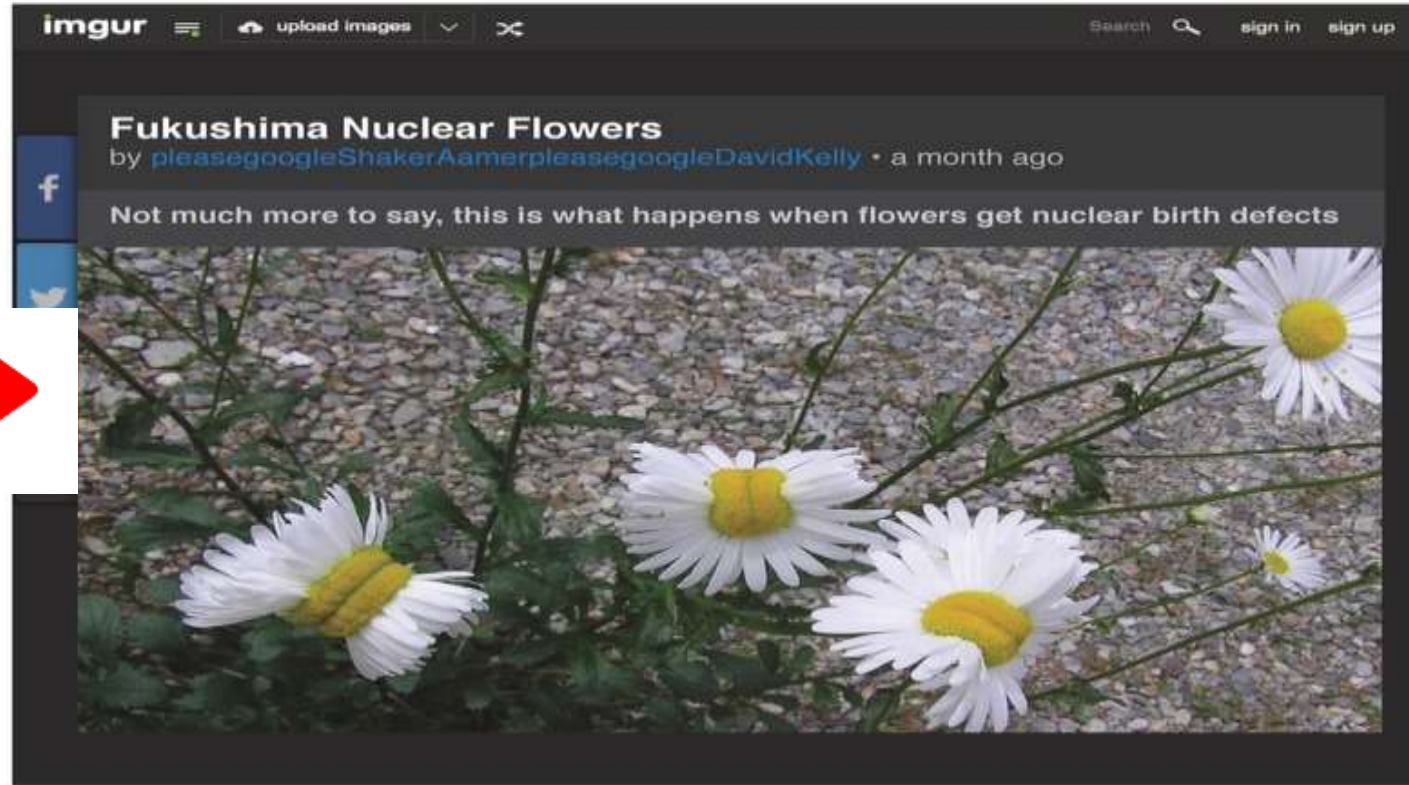 imgur upload images Search sign in sign up
Fukushima Nuclear Flowers
by pleasegoogleShakerAamerpleasegoogleDavidKelly • a month ago
f
Not much more to say, this is what happens when flowers get nuclear birth defects